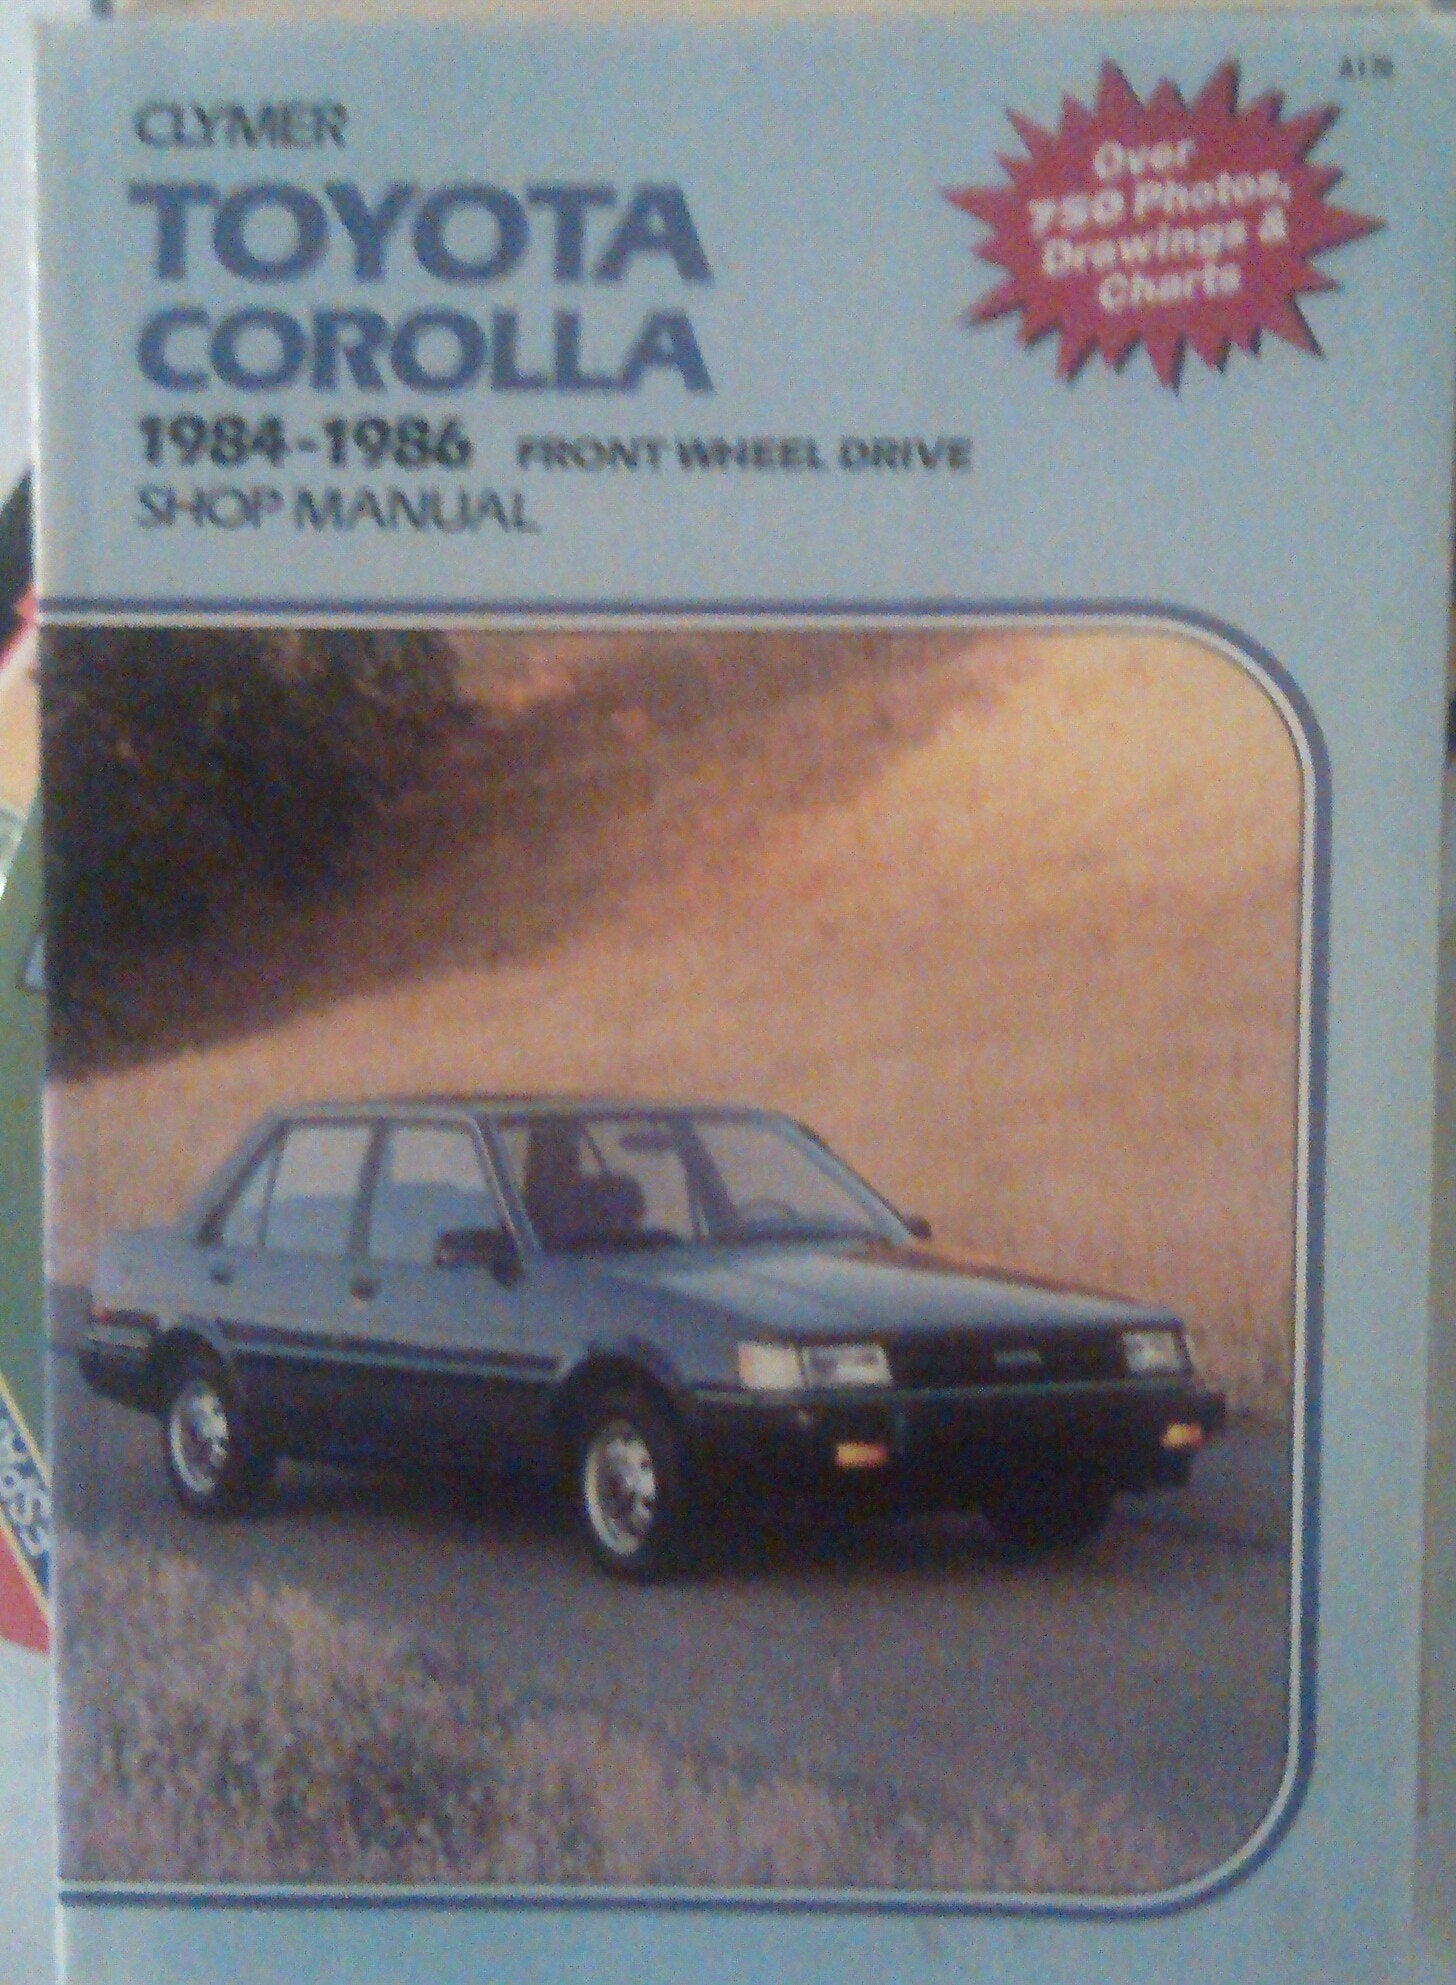 CLYMER
TOYOTA
COROLLA
1984-1986 FRONT WHEEL DRIVE
SHOP MANUAL
Over
750 Photos,
Drawings &
Charts